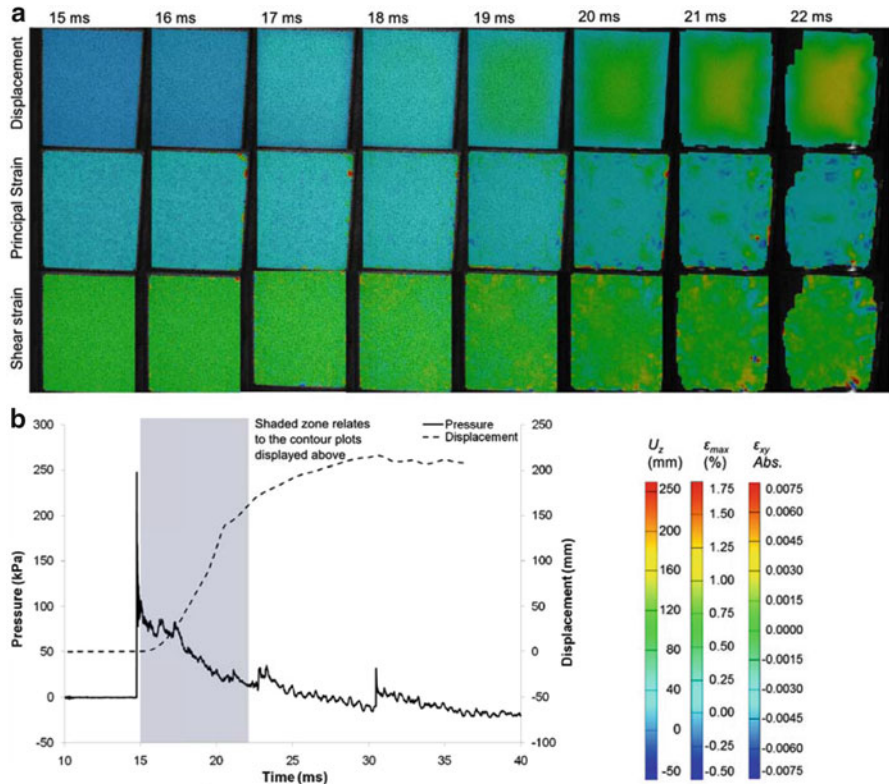 a
15 ms 16 ms 17 ms 18 ms 19 ms 20 ms 21 ms 22 ms
Displacement
Principal Strain
Shear strain
b
Shaded zone relates
to the contour plots
displayed above
Pressure
Displacement
300
250
200
150
100
50
0
-50
Pressure (kPa)
250
200
150
100
50
0
-50
-100
Displacement (mm)
10 15 20 25 30 35 40
Time (ms)
U_z ε_max ε_xy
(mm) (%) Abs.
250 1.75 0.0075
200 1.50 0.0060
160 1.25 0.0045
120 1.00 0.0030
80 0.75 0.0015
40 0.50 0.0000
0 0.25 -0.0015
-50 0.00 -0.0030
-0.25 -0.0045
-0.50 -0.0060
-0.0075